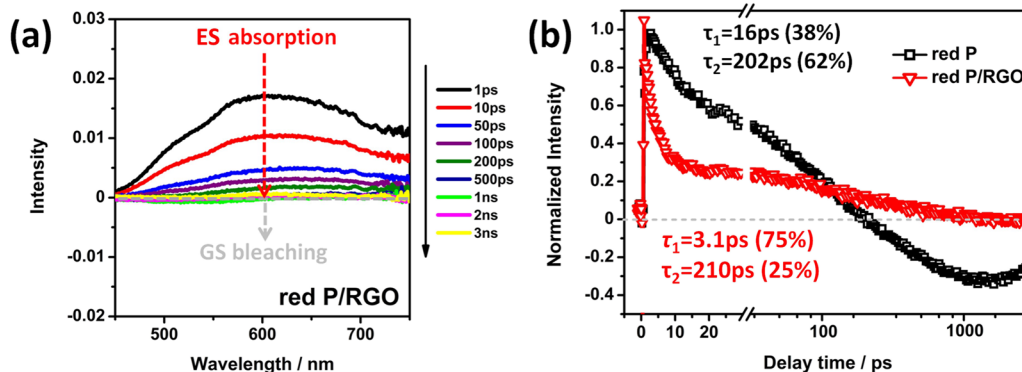 (a)
0.03
0.02
0.01
0
-0.01
-0.02
Intensity
ES absorption
GS bleaching
red P/RGO
500
600
700
Wavelength / nm
1ps
10ps
50ps
100ps
200ps
500ps
1ns
2ns
3ns
(b)
1.0
0.8
0.6
0.4
0.2
0
-0.2
-0.4
Normalized Intensity
τ₁=16ps (38%)
τ₂=202ps (62%)
red P
red P/RGO
τ₁=3.1ps (75%)
τ₂=210ps (25%)
0
10
20
100
1000
Delay time / ps